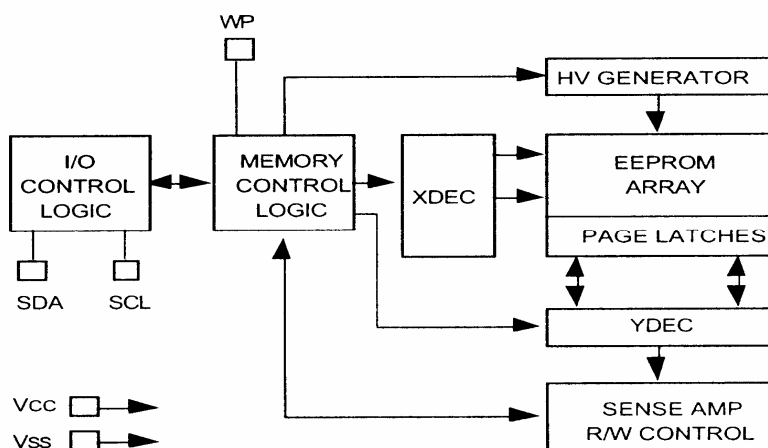 WP
HV GENERATOR
I/O
CONTROL
LOGIC
MEMORY
CONTROL
LOGIC
XDEC
EEPROM
ARRAY
PAGE LATCHES
SDA
SCL
YDEC
Vcc
Vss
SENSE AMP
R/W CONTROL